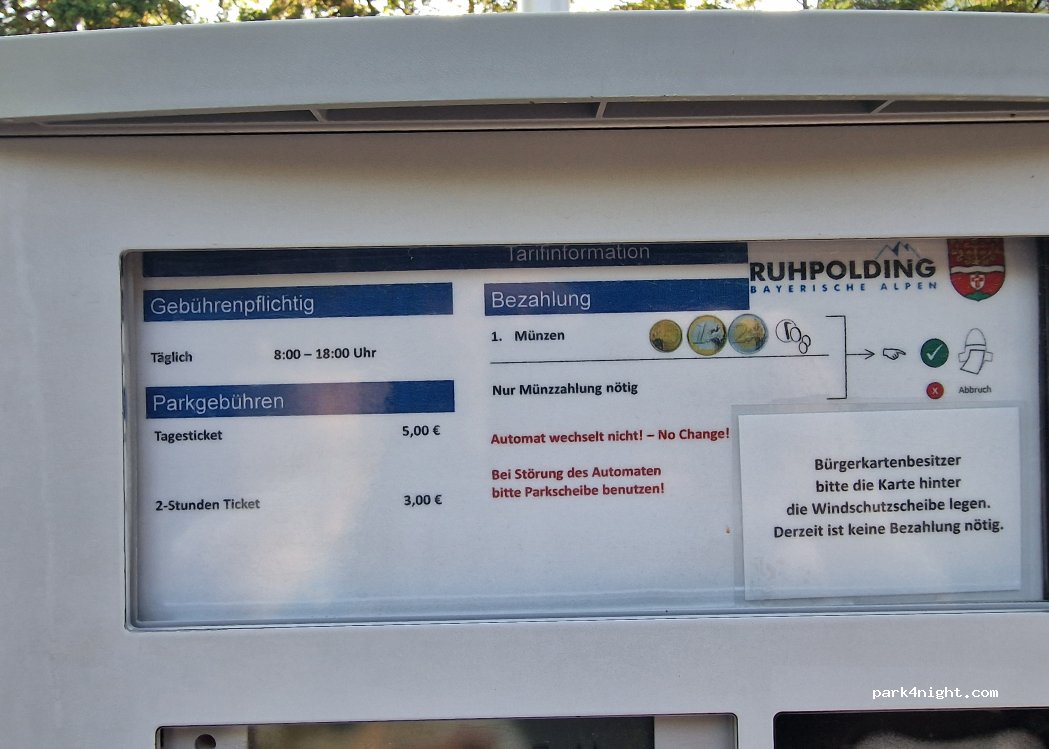 Tarifinformation
RUHPOLDING
BAYERISCHE ALPEN
Gebührenpflichtig
Täglich 8:00 – 18:00 Uhr
Parkgebühren
Tagesticket 5,00 €
2-Stunden Ticket 3,00 €
Bezahlung
1. Münzen
Nur Münzzahlung nötig
Automat wechselt nicht! – No Change!
Bei Störung des Automaten
bitte Parkscheibe benutzen!
x Abbruch
Bürgerkartenbesitzer
bitte die Karte hinter
die Windschutzscheibe legen.
Derzeit ist keine Bezahlung nötig.
park4night.com